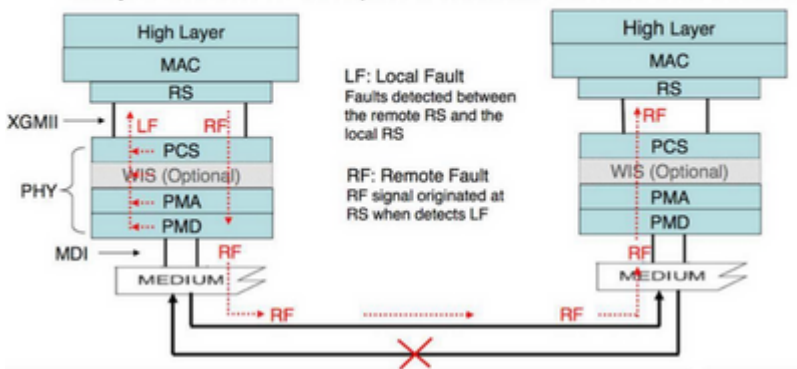 High Layer
MAC
RS
XGMII
LF
RF
PCS
WIS (Optional)
PHY
PMA
PMD
MDI
RF
MEDIUM
RF
LF: Local Fault
Faults detected between
the remote RS and the
local RS
RF: Remote Fault
RF signal originated at
RS when detects LF
High Layer
MAC
RS
RF
PCS
WIS (Optional)
PMA
PMD
RF
MEDIUM
RF